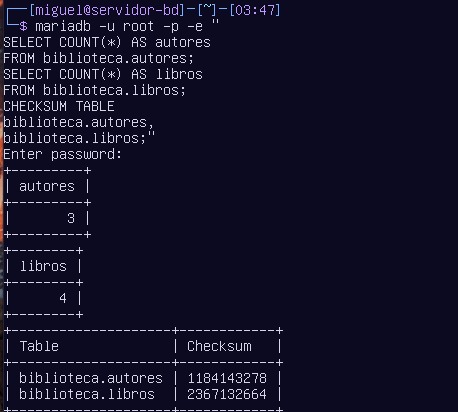 ┌──[miguel@servidor-bd]─[~]─[03:47]
└─$ mariadb -u root -p -e "
SELECT COUNT(*) AS autores
FROM biblioteca.autores;
SELECT COUNT(*) AS libros
FROM biblioteca.libros;
CHECKSUM TABLE
biblioteca.autores,
biblioteca.libros;"
Enter password:
+---------+
| autores |
+---------+
|       3 |
+---------+
+--------+
| libros |
+--------+
|      4 |
+--------+
+--------------------+------------+
| Table              | Checksum   |
+--------------------+------------+
| biblioteca.autores | 1184143278 |
| biblioteca.libros  | 2367132664 |
+--------------------+------------+